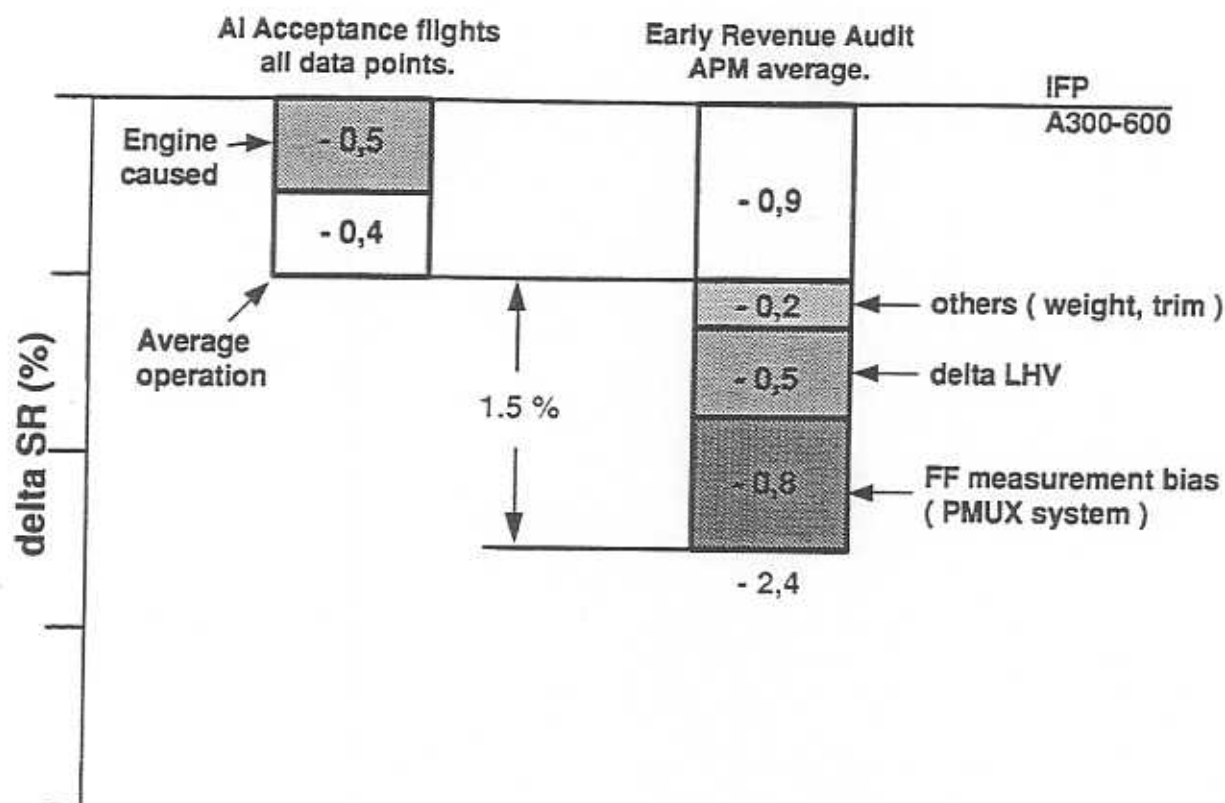 AI Acceptance flights
all data points.
Early Revenue Audit
APM average.
IFP
A300-600
Engine
caused
- 0,5
- 0,4
- 0,9
Average
operation
- 0,2
others ( weight, trim )
- 0,5
delta LHV
1.5 %
- 0,8
FF measurement bias
( PMUX system )
- 2,4
delta SR (%)